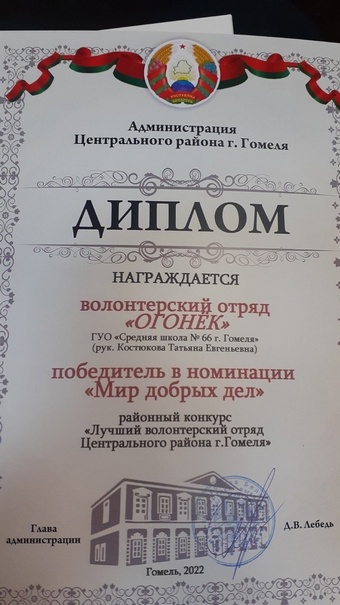 Администрация
Центрального района г. Гомеля
ДИПЛОМ
НАГРАЖДАЕТСЯ
волонтерский отряд
«ОГОНЁК»
ГУО «Средняя школа № 66 г. Гомеля»
(рук. Костюкова Татьяна Евгеньевна)
победитель в номинации
«Мир добрых дел»
районный конкурс
«Лучший волонтерский отряд
Центрального района г.Гомеля»
Глава
администрации
Д.В. Лебедь
Гомель, 2022